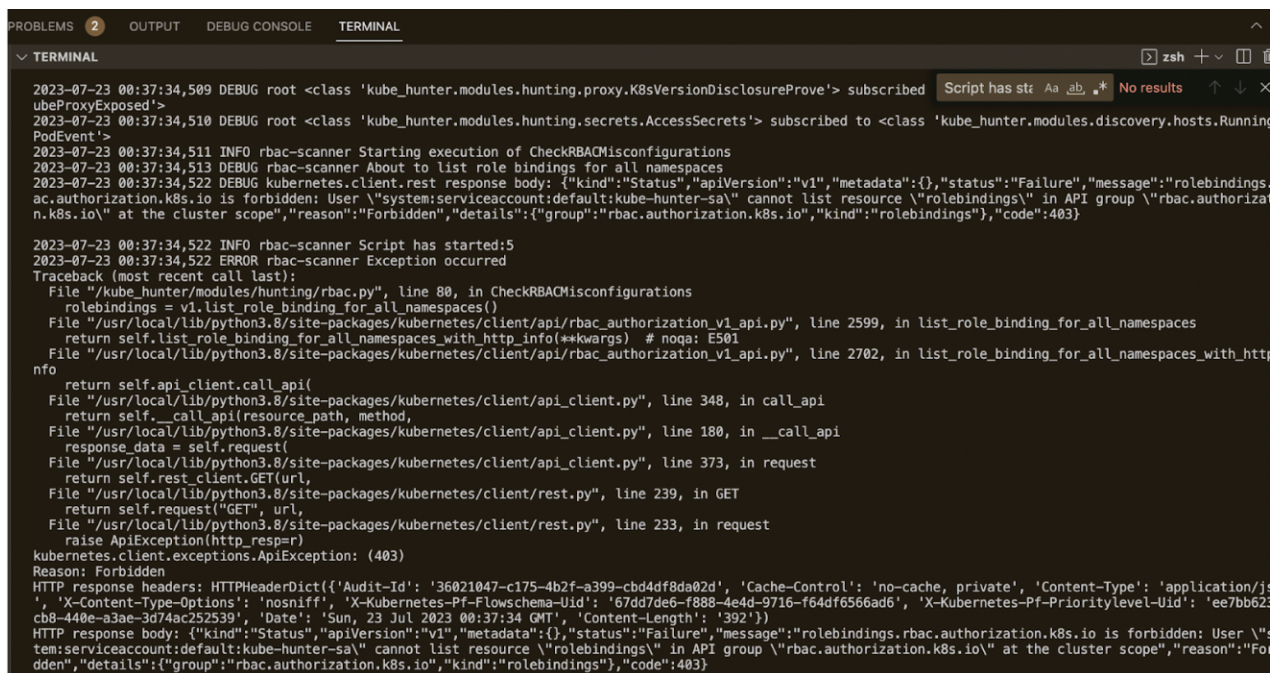 PROBLEMS 2 OUTPUT DEBUG CONSOLE TERMINAL
TERMINAL zsh
Script has sta Aa ab No results
2023-07-23 00:37:34,509 DEBUG root <class 'kube_hunter.modules.hunting.proxy.K8sVersionDisclosureProve'> subscribed
ubeProxyExposed'>
2023-07-23 00:37:34,510 DEBUG root <class 'kube_hunter.modules.hunting.secrets.AccessSecrets'> subscribed to <class 'kube_hunter.modules.discovery.hosts.Running
PodEvent'>
2023-07-23 00:37:34,511 INFO rbac-scanner Starting execution of CheckRBACMisconfigurations
2023-07-23 00:37:34,513 DEBUG rbac-scanner About to list role bindings for all namespaces
2023-07-23 00:37:34,522 DEBUG kubernetes.client.rest response body: {"kind":"Status","apiVersion":"v1","metadata":{},"status":"Failure","message":"rolebindings.
ac.authorization.k8s.io is forbidden: User \"system:serviceaccount:default:kube-hunter-sa\" cannot list resource \"rolebindings\" in API group \"rbac.authorizat
n.k8s.io\" at the cluster scope","reason":"Forbidden","details":{"group":"rbac.authorization.k8s.io","kind":"rolebindings"},"code":403}
2023-07-23 00:37:34,522 INFO rbac-scanner Script has started:5
2023-07-23 00:37:34,522 ERROR rbac-scanner Exception occurred
Traceback (most recent call last):
File "/kube_hunter/modules/hunting/rbac.py", line 80, in CheckRBACMisconfigurations
rolebindings = v1.list_role_binding_for_all_namespaces()
File "/usr/local/lib/python3.8/site-packages/kubernetes/client/api/rbac_authorization_v1_api.py", line 2599, in list_role_binding_for_all_namespaces
return self.list_role_binding_for_all_namespaces_with_http_info(**kwargs) # noqa: E501
File "/usr/local/lib/python3.8/site-packages/kubernetes/client/api/rbac_authorization_v1_api.py", line 2702, in list_role_binding_for_all_namespaces_with_http
nfo
return self.api_client.call_api(
File "/usr/local/lib/python3.8/site-packages/kubernetes/client/api_client.py", line 348, in call_api
return self.__call_api(resource_path, method,
File "/usr/local/lib/python3.8/site-packages/kubernetes/client/api_client.py", line 180, in __call_api
response_data = self.request(
File "/usr/local/lib/python3.8/site-packages/kubernetes/client/api_client.py", line 373, in request
return self.rest_client.GET(url,
File "/usr/local/lib/python3.8/site-packages/kubernetes/client/rest.py", line 239, in GET
return self.request("GET", url,
File "/usr/local/lib/python3.8/site-packages/kubernetes/client/rest.py", line 233, in request
raise ApiException(http_resp=r)
kubernetes.client.exceptions.ApiException: (403)
Reason: Forbidden
HTTP response headers: HTTPHeaderDict({'Audit-Id': '36021047-c175-4b2f-a399-cbd4df8da02d', 'Cache-Control': 'no-cache, private', 'Content-Type': 'application/js
', 'X-Content-Type-Options': 'nosniff', 'X-Kubernetes-Pf-Flowschema-Uid': '67dd7de6-f888-4e4d-9716-f64df6566ad6', 'X-Kubernetes-Pf-Prioritylevel-Uid': 'ee7bb623
cb8-440e-a3ae-3d74ac252539', 'Date': 'Sun, 23 Jul 2023 00:37:34 GMT', 'Content-Length': '392'})
HTTP response body: {"kind":"Status","apiVersion":"v1","metadata":{},"status":"Failure","message":"rolebindings.rbac.authorization.k8s.io is forbidden: User \"s
tem:serviceaccount:default:kube-hunter-sa\" cannot list resource \"rolebindings\" in API group \"rbac.authorization.k8s.io\" at the cluster scope","reason":"For
dden","details":{"group":"rbac.authorization.k8s.io","kind":"rolebindings"},"code":403}